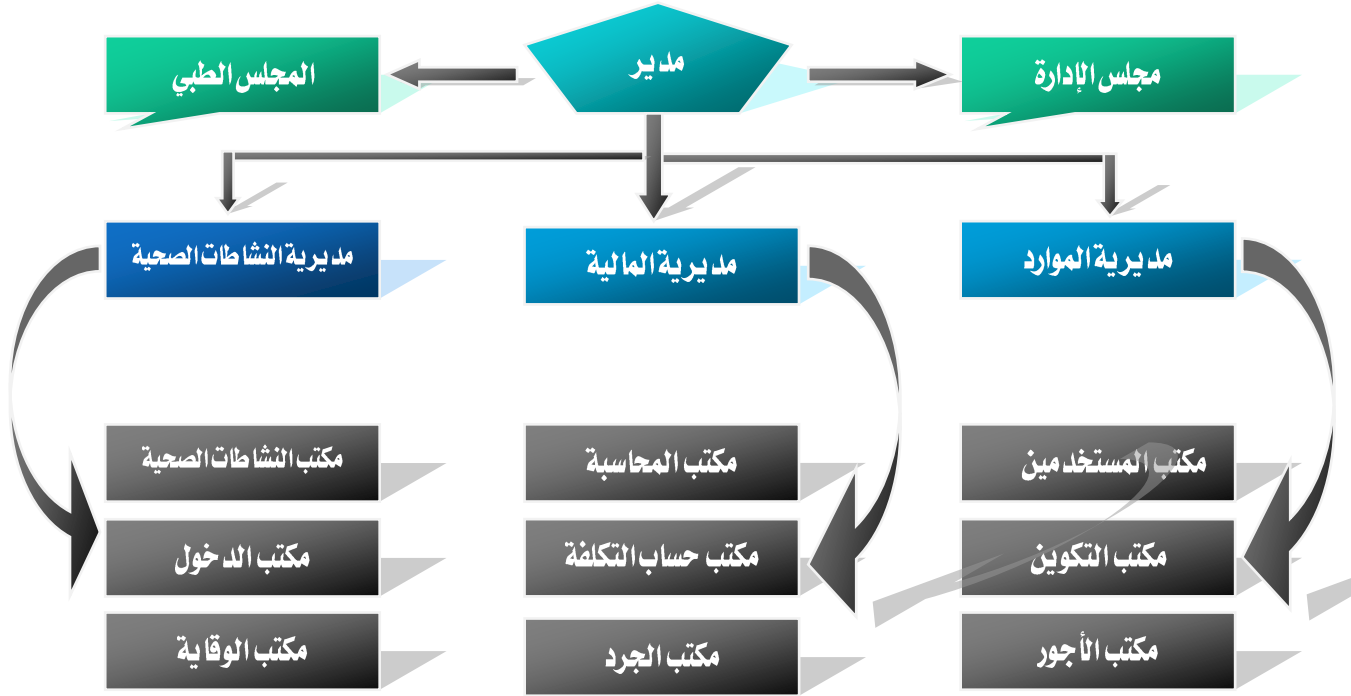 مجلس الإدارة
مدير
المجلس الطبي
مديرية الموارد
مديرية المالية
مديرية النشاطات الصحية
مكتب المستخدمين
مكتب المحاسبة
مكتب النشاطات الصحية
مكتب التكوين
مكتب حساب التكلفة
مكتب الدخول
مكتب الأجور
مكتب الجرد
مكتب الوقاية